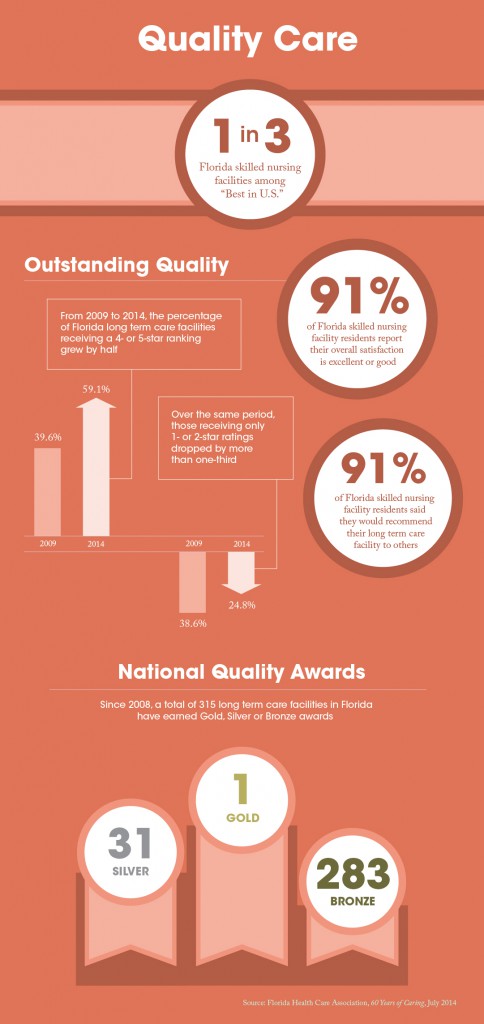 Quality Care
1 in 3
Florida skilled nursing
facilities among
“Best in U.S.”
Outstanding Quality
From 2009 to 2014, the percentage
of Florida long term care facilities
receiving a 4- or 5-star ranking
grew by half
91%
of Florida skilled nursing
facility residents report
their overall satisfaction
is excellent or good
59.1%
39.6%
2009
2014
Over the same period,
those receiving only
1- or 2-star ratings
dropped by more
than one-third
91%
of Florida skilled nursing
facility residents said
they would recommend
their long term care
facility to others
2009
2014
24.8%
38.6%
National Quality Awards
Since 2008, a total of 315 long term care facilities in Florida
have earned Gold, Silver or Bronze awards
31
SILVER
1
GOLD
283
BRONZE
Source: Florida Health Care Association, 60 Years of Caring, July 2014